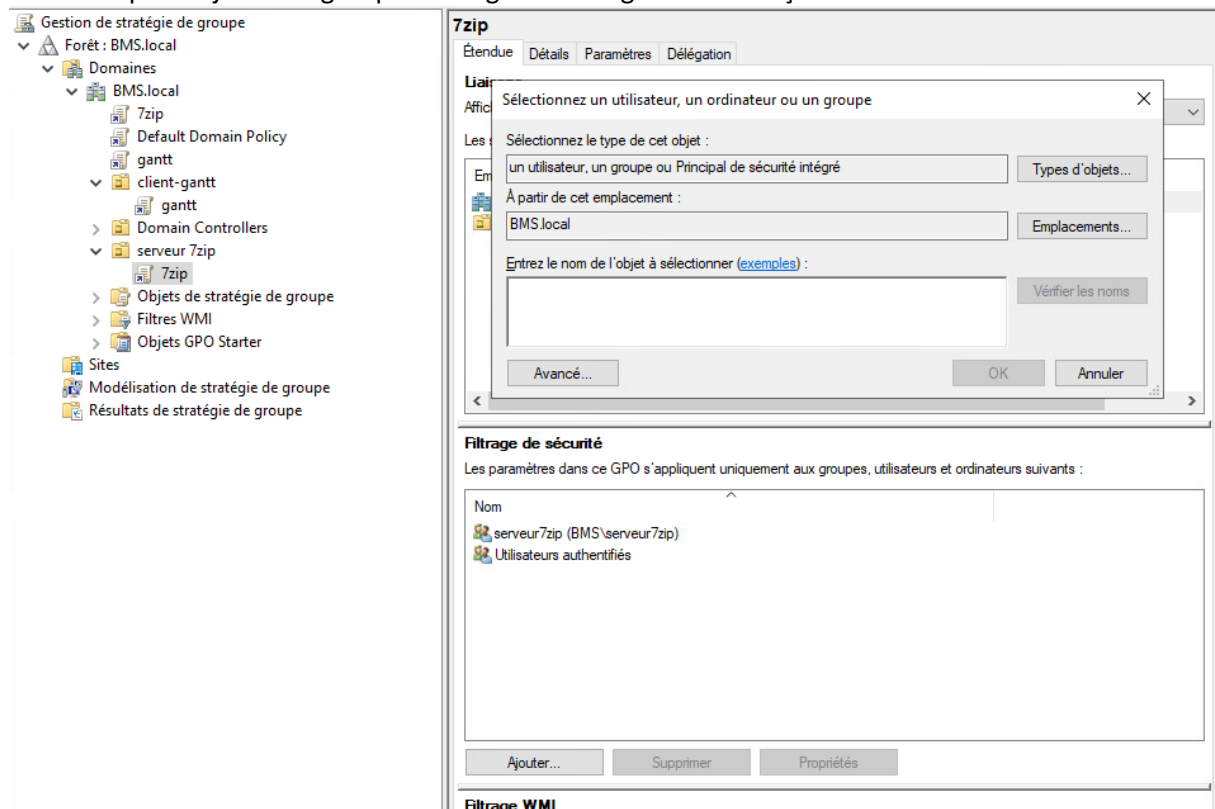 Gestion de stratégie de groupe
Forêt : BMS.local
Domaines
BMS.local
7zip
Default Domain Policy
gantt
client-gantt
gantt
Domain Controllers
serveur 7zip
7zip
Objets de stratégie de groupe
Filtres WMI
Objets GPO Starter
Sites
Modélisation de stratégie de groupe
Résultats de stratégie de groupe
7zip
Étendue Détails Paramètres Délégation
Sélectionnez un utilisateur, un ordinateur ou un groupe
Sélectionnez le type de cet objet :
un utilisateur, un groupe ou Principal de sécurité intégré
Types d'objets...
À partir de cet emplacement :
BMS.local
Emplacements...
Entrez le nom de l'objet à sélectionner (exemples) :
Vérifier les noms
Avancé...
OK
Annuler
Filtrage de sécurité
Les paramètres dans ce GPO s'appliquent uniquement aux groupes, utilisateurs et ordinateurs suivants :
Nom
serveur7zip (BMS\serveur7zip)
Utilisateurs authentifiés
Ajouter...
Supprimer
Propriétés
Filtrage WMI